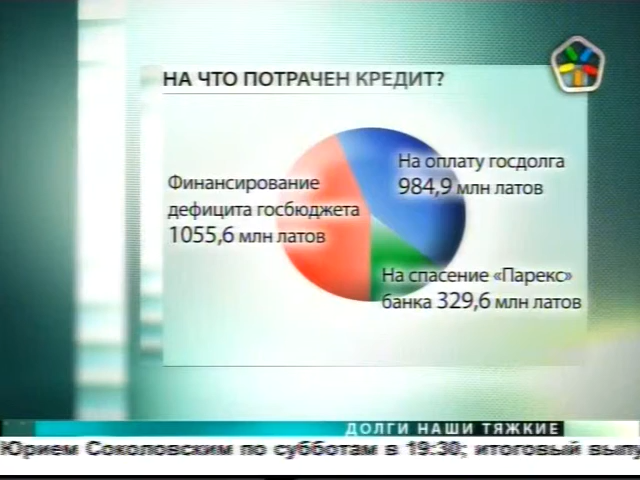 НА ЧТО ПОТРАЧЕН КРЕДИТ?
На оплату госдолга
984,9 млн латов
Финансирование
дефицита госбюджета
1055,6 млн латов
На спасение «Парекс»
банка 329,6 млн латов
ДОЛГИ НАШИ ТЯЖКИЕ
Юрием Соколовским по субботам в 19:30; итоговый выпу